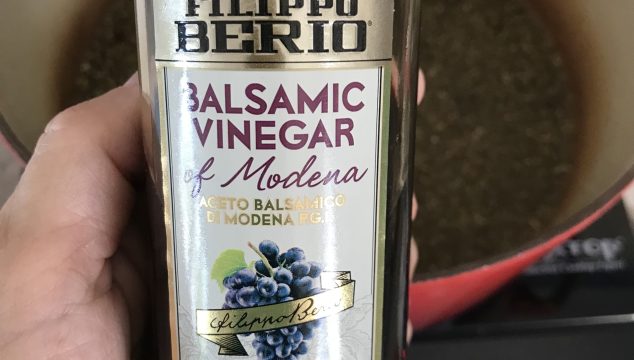 FILIPPO
BERIO®
BALSAMIC
VINEGAR
of Modena
ACETO BALSAMICO
DI MODENA P.G.
Filippo Berio